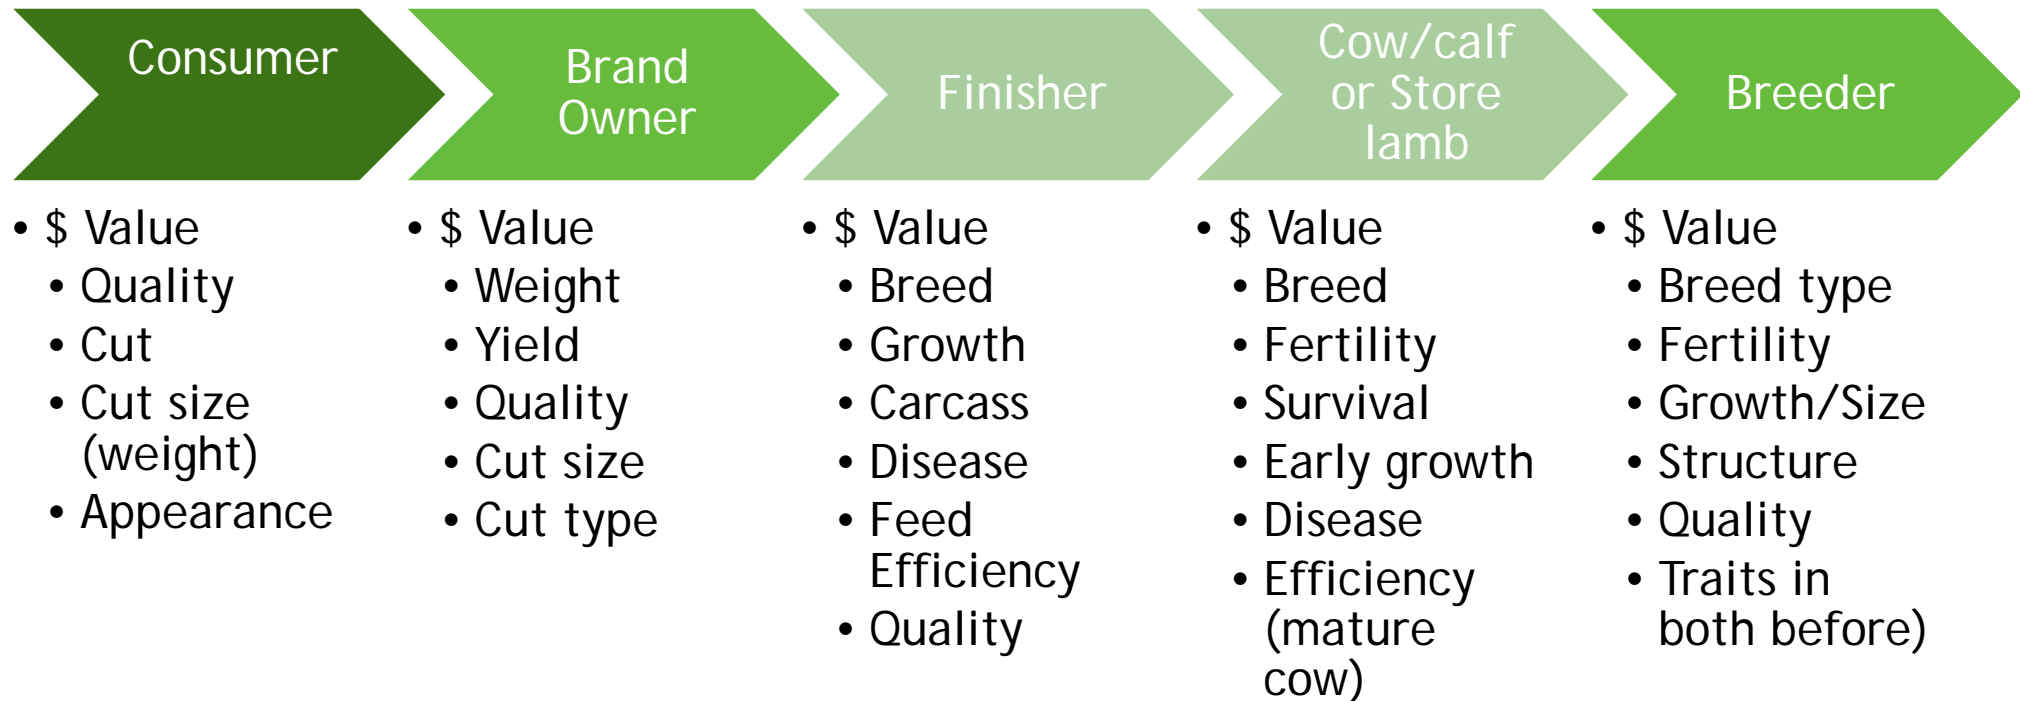 Consumer
Brand
Owner
Finisher
Cow/calf
or Store
lamb
Breeder
• $ Value
• Quality
• Cut
• Cut size
(weight)
• Appearance
• $ Value
• Weight
• Yield
• Quality
• Cut size
• Cut type
• $ Value
• Breed
• Growth
• Carcass
• Disease
• Feed
Efficiency
• Quality
• $ Value
• Breed
• Fertility
• Survival
• Early growth
• Disease
• Efficiency
(mature
cow)
• $ Value
• Breed type
• Fertility
• Growth/Size
• Structure
• Quality
• Traits in
both before)